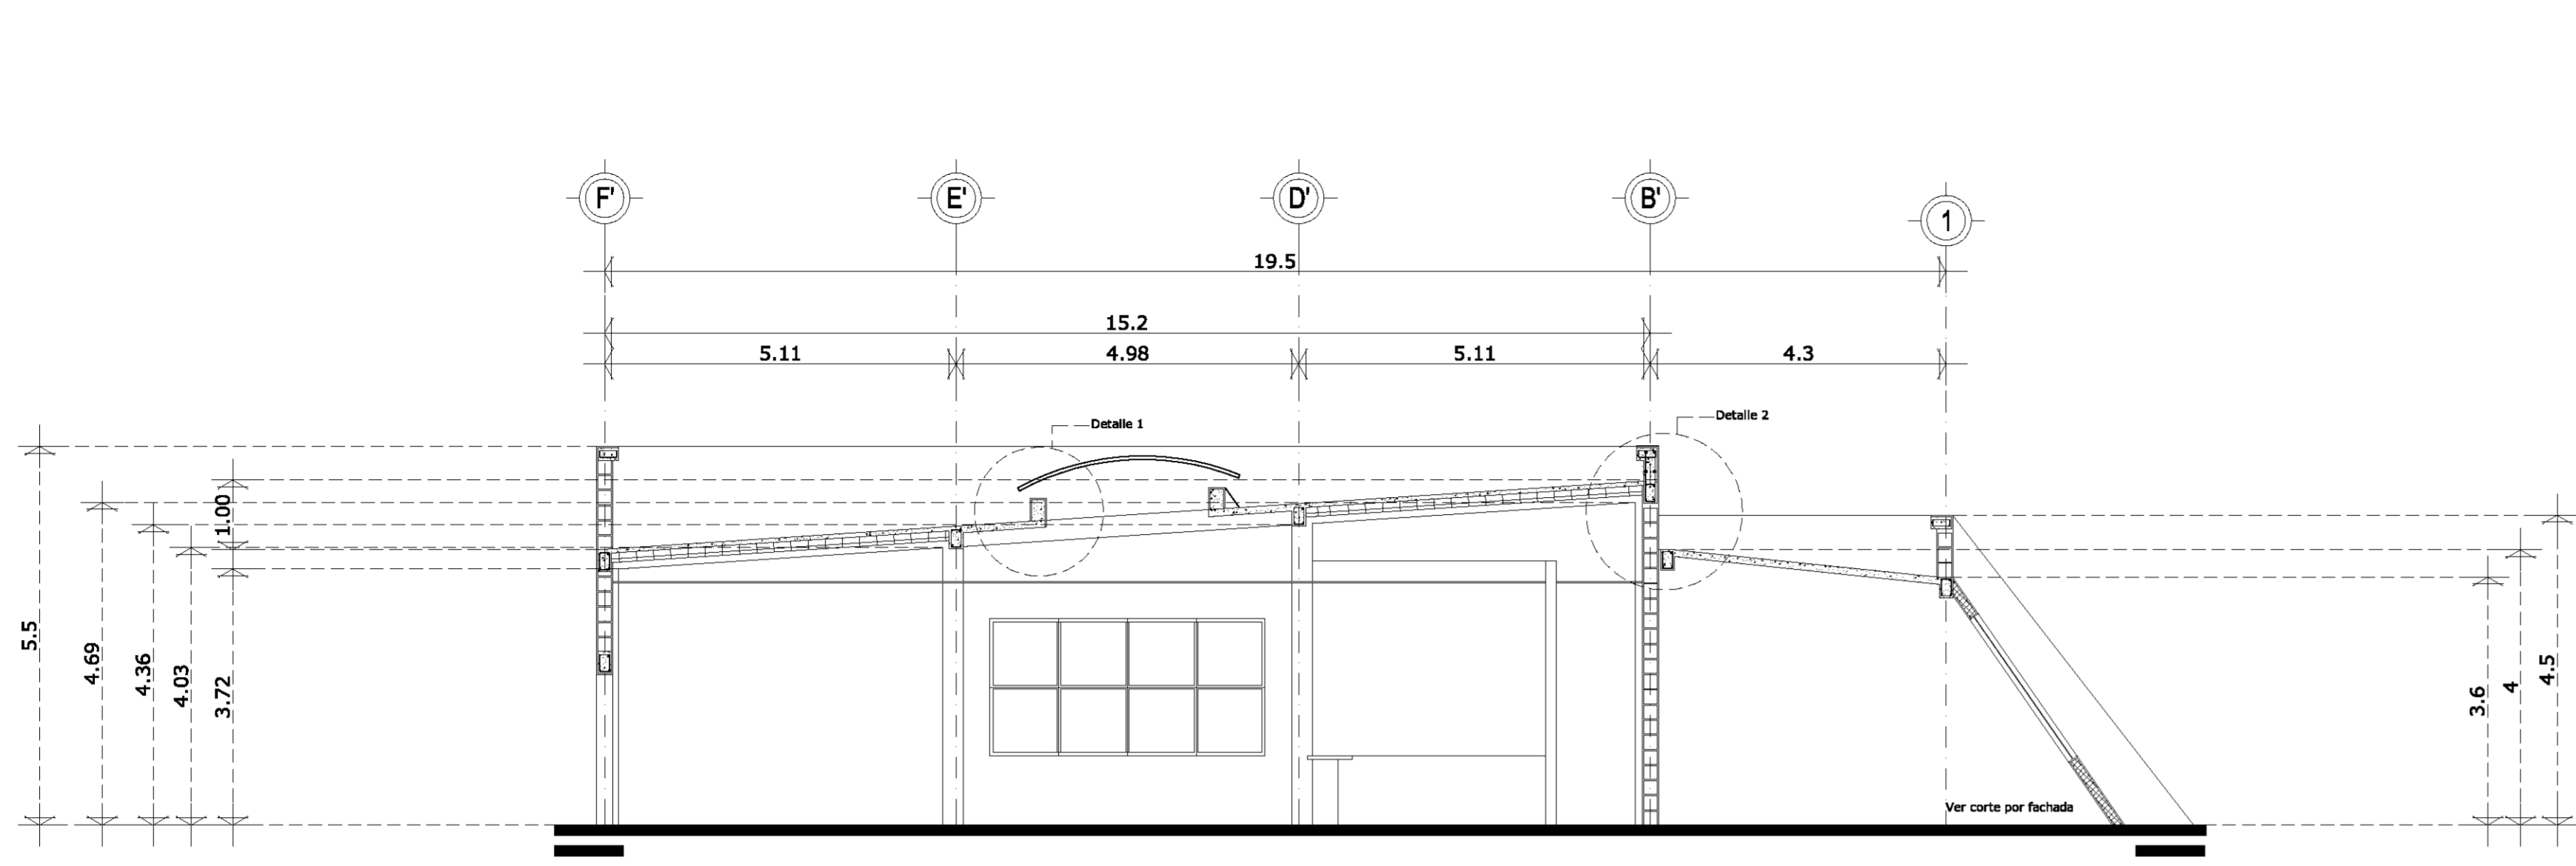 F' E' D' B' 1
19.5
15.2
5.11 4.98 5.11 4.3
Detalle 1
Detalle 2
5.5
4.69
4.36
4.03
1.00
3.72
3.6
4
4.5
Ver corte por fachada